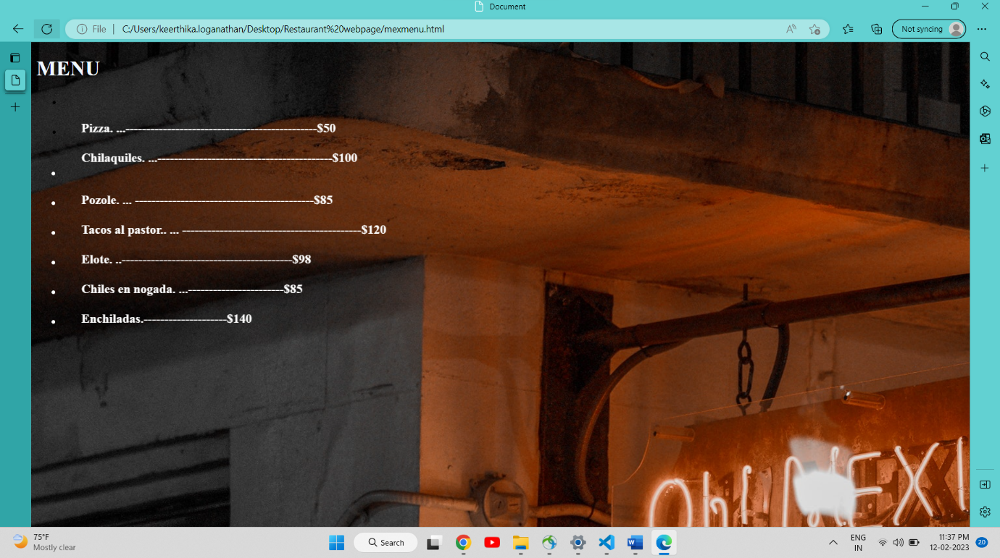 Document
File | C:/Users/keerthika.loganathan/Desktop/Restaurant%20webpage/mexmenu.html
Not syncing
MENU
Pizza. ...----------------------------------------------$50
Chilaquiles. ...------------------------------------------$100
Pozole. ... -------------------------------------------$85
Tacos al pastor.. ... -------------------------------------------$120
Elote. ..-----------------------------------------$98
Chiles en nogada. ...-----------------------$85
Enchiladas.--------------------$140
Oh! MEXI
75°F
Mostly clear
Search
ENG
IN
11:37 PM
12-02-2023
20